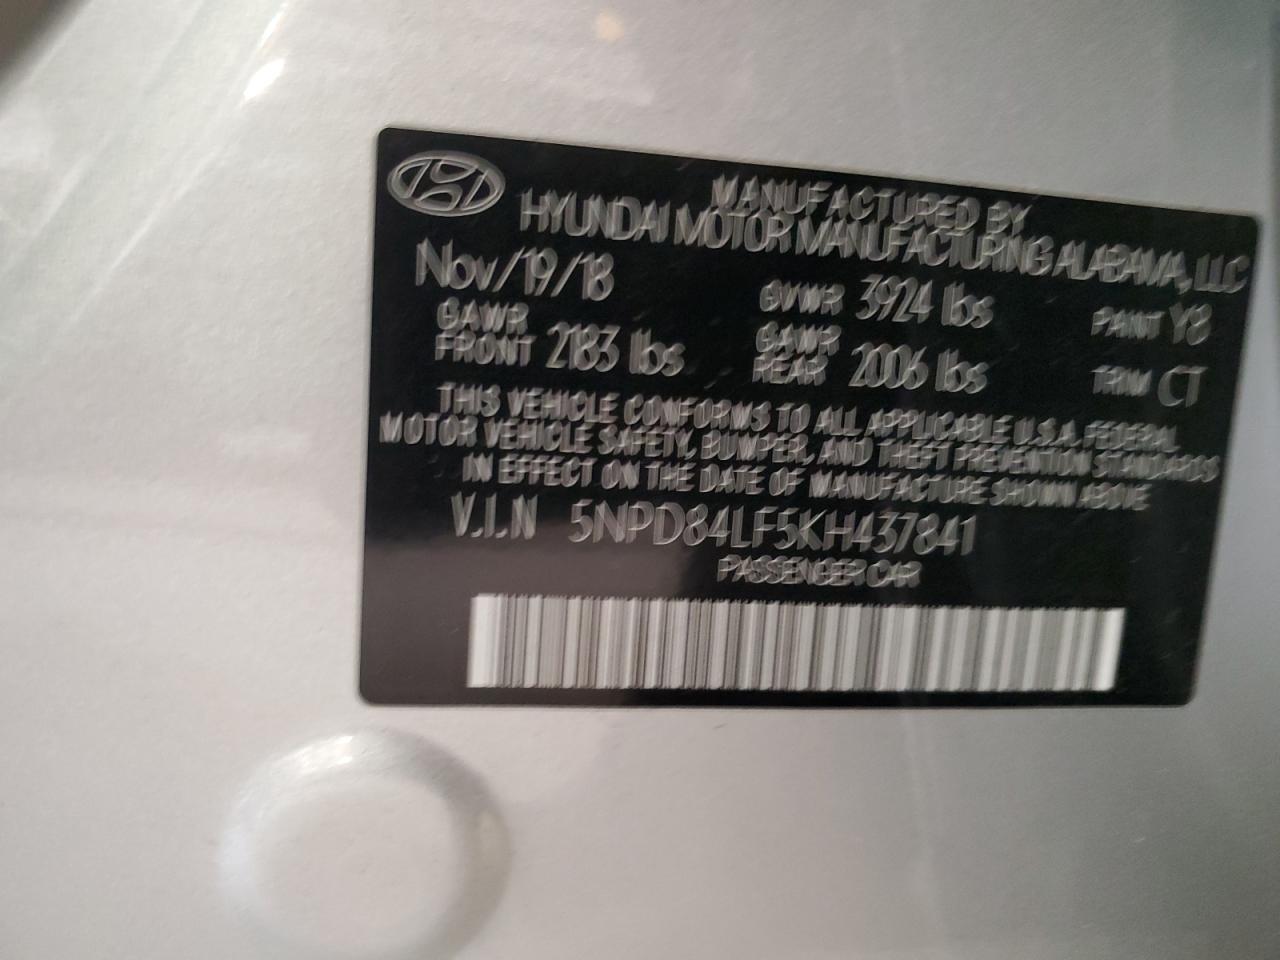 MANUFACTURED BY
HYUNDAI MOTOR MANUFACTURING ALABAMA, LLC
Nov/19/18 GVWR 3924 lbs PAINT Y8
GAWR FRONT 2183 lbs GAWR REAR 2006 lbs TRIM CT
THIS VEHICLE CONFORMS TO ALL APPLICABLE U.S.A. FEDERAL
MOTOR VEHICLE SAFETY, BUMPER, AND THEFT PREVENTION STANDARDS
IN EFFECT ON THE DATE OF MANUFACTURE SHOWN ABOVE
V.I.N 5NPD84LF5KH437841
PASSENGER CAR